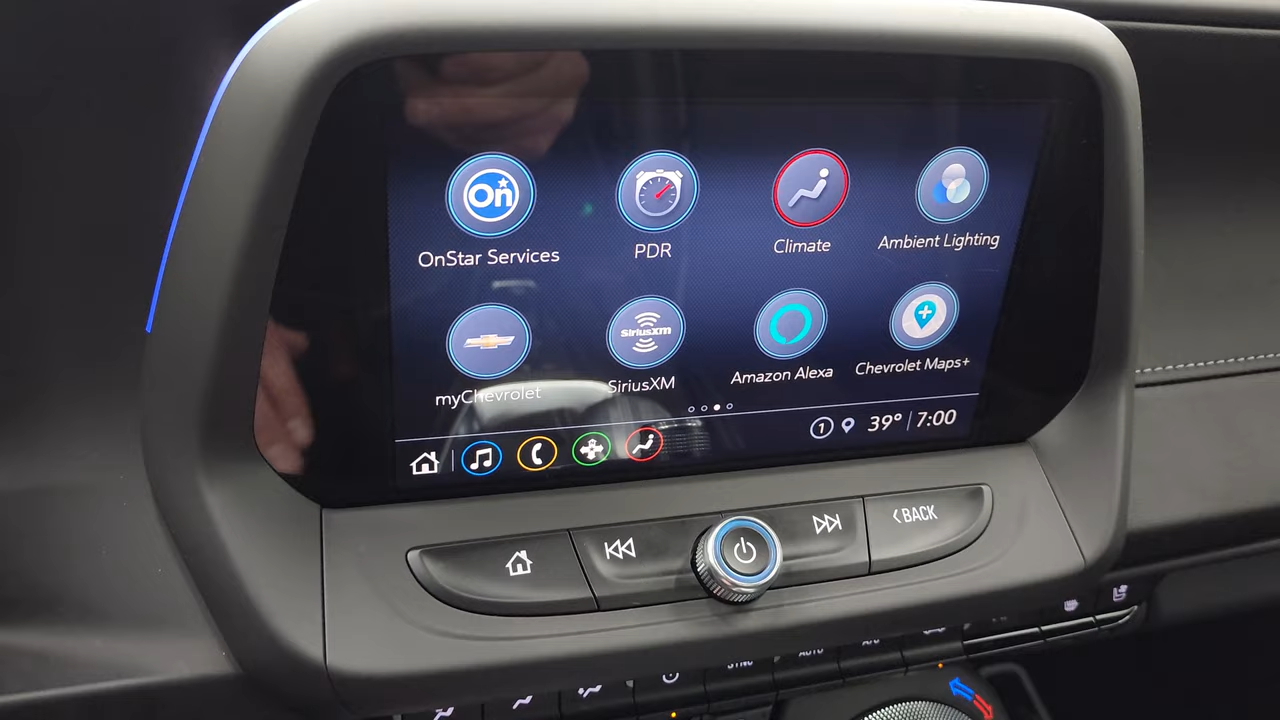 On
OnStar Services
PDR
Climate
Ambient Lighting
myChevrolet
SiriusXM
SiriusXM
Amazon Alexa
Chevrolet Maps+
1 39° 7:00
BACK
SYNC
AUTO